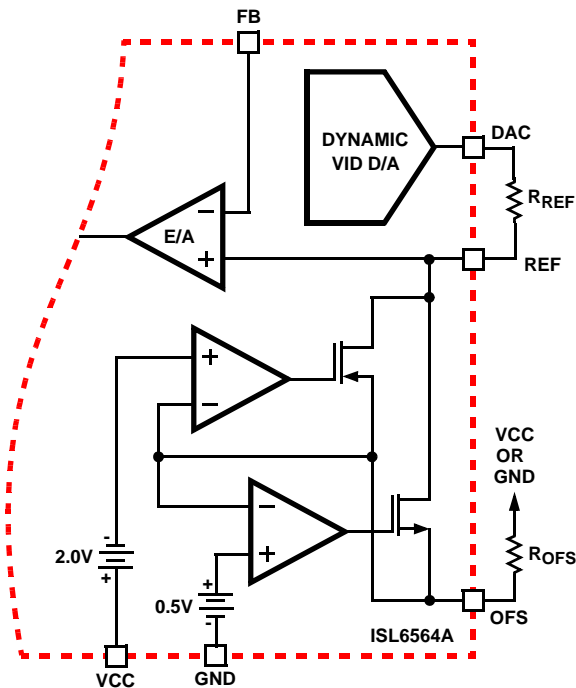 FB
DYNAMIC
VID D/A
DAC
RREF
E/A
-
+
REF
+
-
VCC
OR
GND
-
+
-
2.0V
+
+
0.5V
-
ROFS
OFS
ISL6564A
VCC
GND